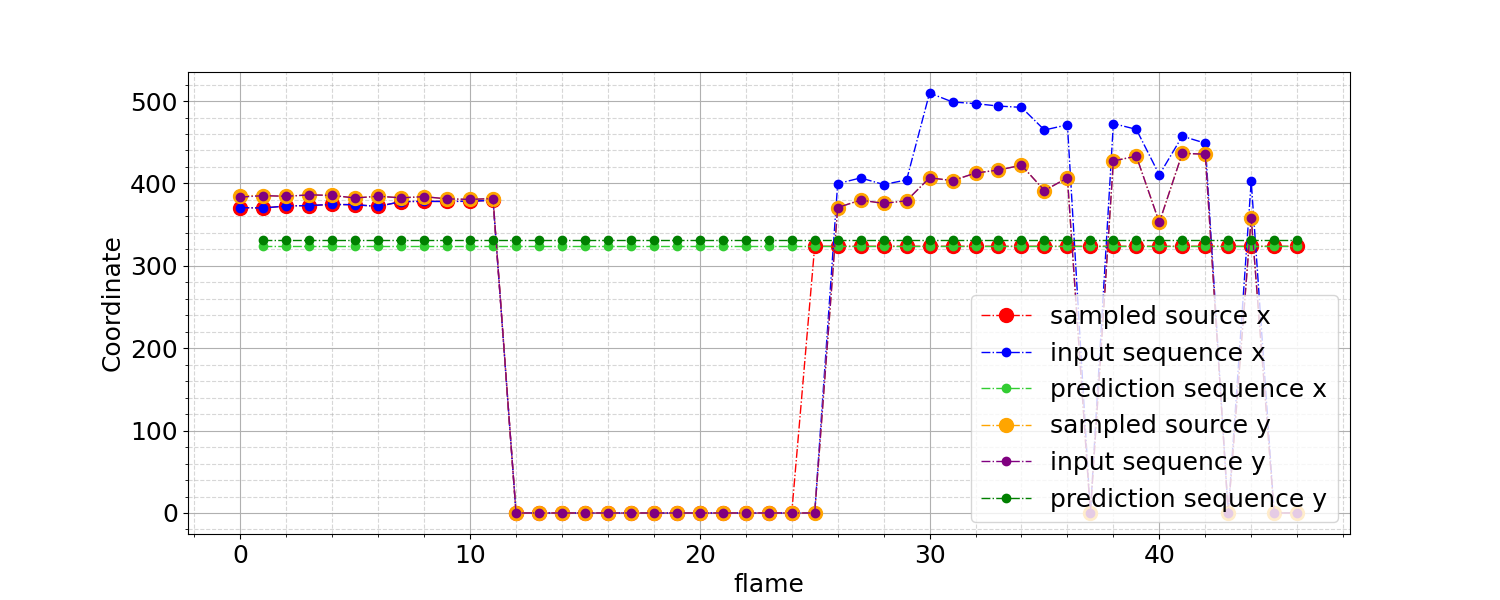 500
400
300
200
100
0
Coordinate
sampled source x
input sequence x
prediction sequence x
sampled source y
input sequence y
prediction sequence y
0 10 20 30 40
flame